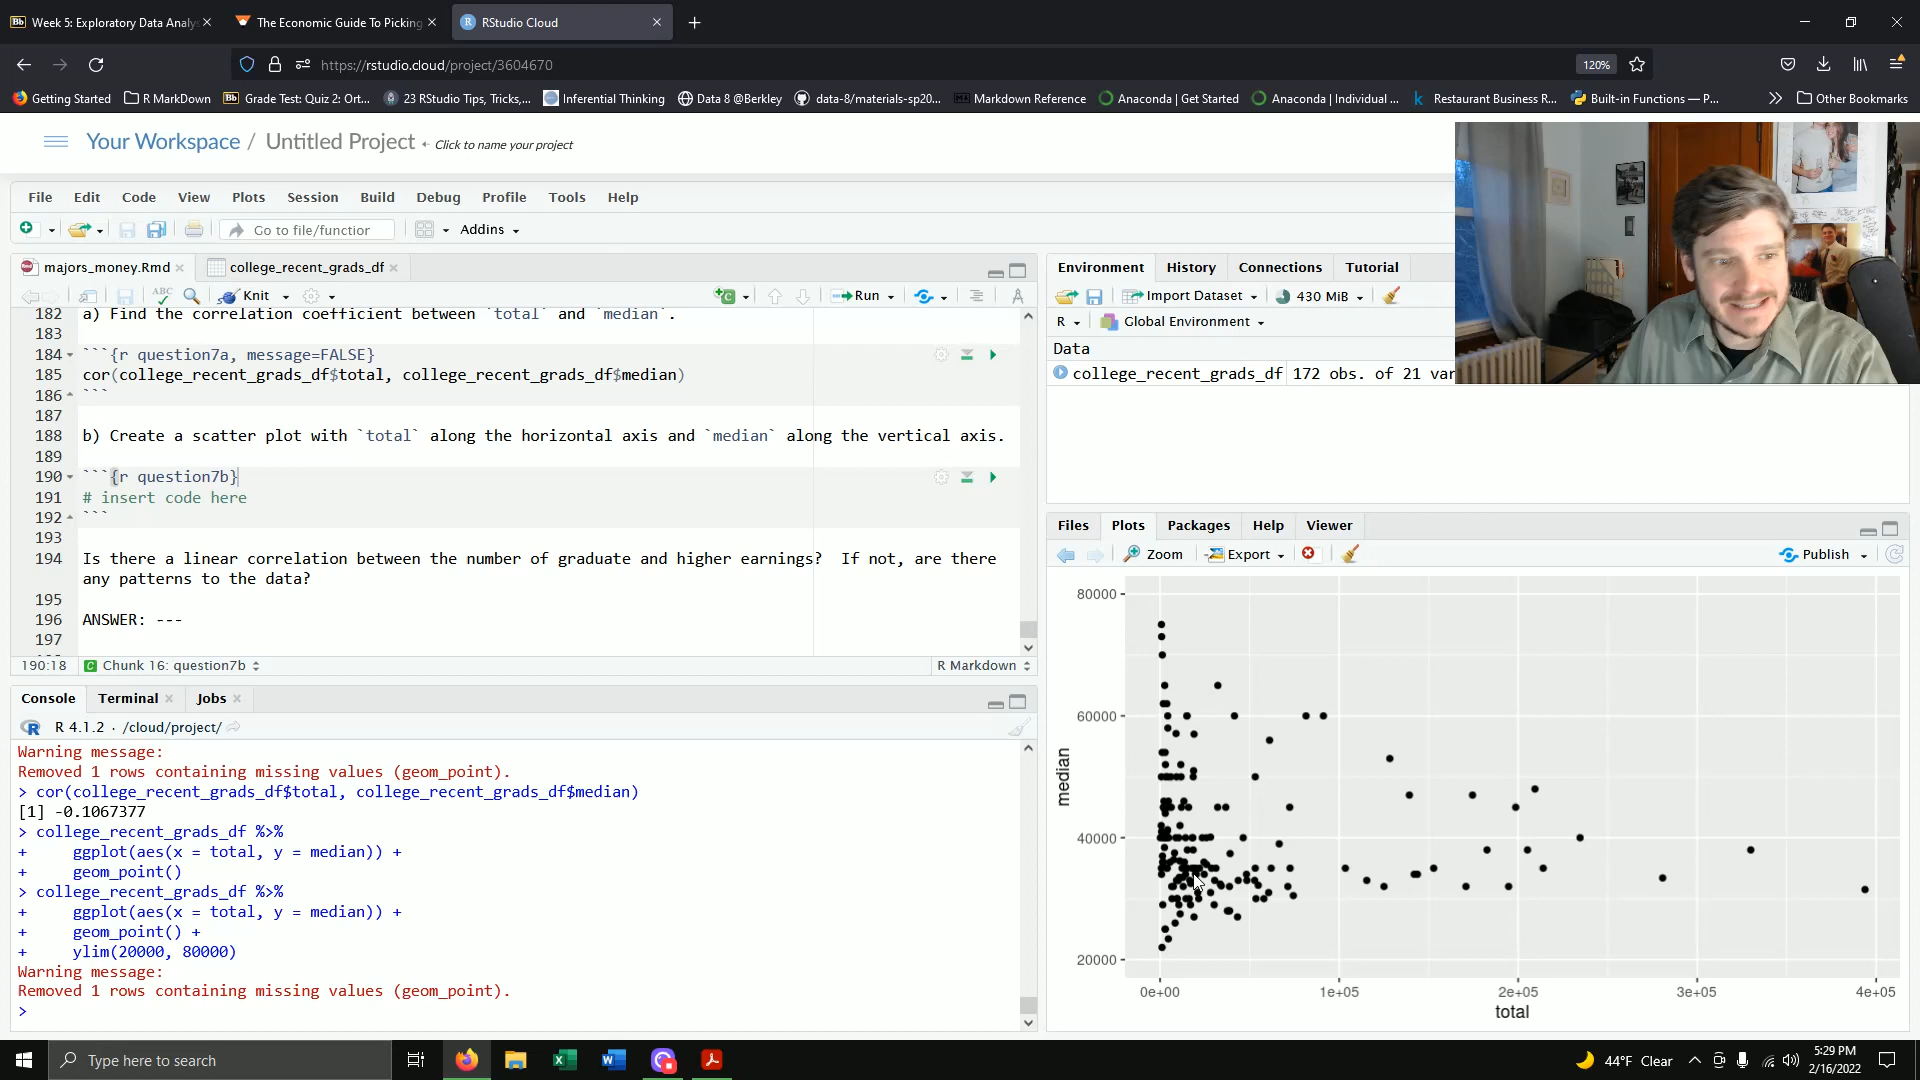 Week 5: Exploratory Data Analys
The Economic Guide To Picking
RStudio Cloud
https://rstudio.cloud/project/3604670
120%
Getting Started
R MarkDown
Grade Test: Quiz 2: Ort...
23 RStudio Tips, Tricks,...
Inferential Thinking
Data 8 @Berkley
data-8/materials-sp20...
Markdown Reference
Anaconda | Get Started
Anaconda | Individual ...
Restaurant Business R...
Built-in Functions — P...
Other Bookmarks
Your Workspace / Untitled Project
Click to name your project
File Edit Code View Plots Session Build Debug Profile Tools Help
Go to file/function
Addins
majors_money.Rmd
college_recent_grads_df
ABC
Knit
Run
182 a) Find the correlation coefficient between `total` and `median`.
183
184 ```{r question7a, message=FALSE}
185 cor(college_recent_grads_df$total, college_recent_grads_df$median)
186 ```
187
188 b) Create a scatter plot with `total` along the horizontal axis and `median` along the vertical axis.
189
190 ```{r question7b}
191 # insert code here
192 ```
193
194 Is there a linear correlation between the number of graduate and higher earnings?  If not, are there
any patterns to the data?
195
196 ANSWER: ---
197
190:18 Chunk 16: question7b
R Markdown
Console Terminal Jobs
R 4.1.2 · /cloud/project/
Warning message:
Removed 1 rows containing missing values (geom_point).
> cor(college_recent_grads_df$total, college_recent_grads_df$median)
[1] -0.1067377
> college_recent_grads_df %>%
+     ggplot(aes(x = total, y = median)) +
+     geom_point()
> college_recent_grads_df %>%
+     ggplot(aes(x = total, y = median)) +
+     geom_point() +
+     ylim(20000, 80000)
Warning message:
Removed 1 rows containing missing values (geom_point).
>
Environment History Connections Tutorial
Import Dataset
430 MiB
R
Global Environment
Data
college_recent_grads_df 172 obs. of 21 var
Files Plots Packages Help Viewer
Zoom Export Publish
80000
60000
40000
20000
median
0e+00 1e+05 2e+05 3e+05 4e+05
total
Type here to search
44°F Clear
5:29 PM
2/16/2022